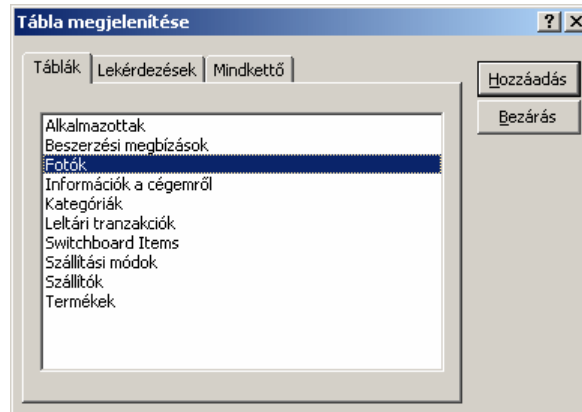 Tábla megjelenítése
Táblák Lekérdezések Mindkettő
Hozzáadás
Bezárás
Alkalmazottak
Beszerzési megbízások
Fotók
Információk a cégemről
Kategóriák
Leltári tranzakciók
Switchboard Items
Szállítási módok
Szállítók
Termékek